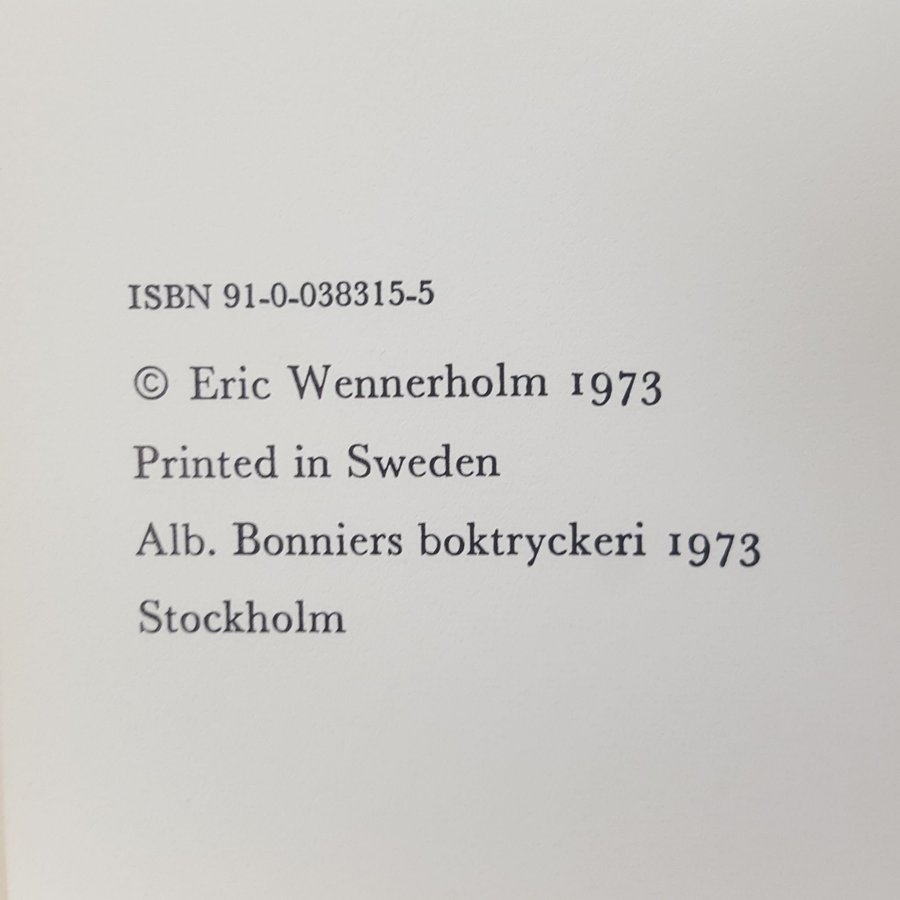 ISBN 91-0-038315-5
© Eric Wennerholm 1973
Printed in Sweden
Alb. Bonniers boktryckeri 1973
Stockholm